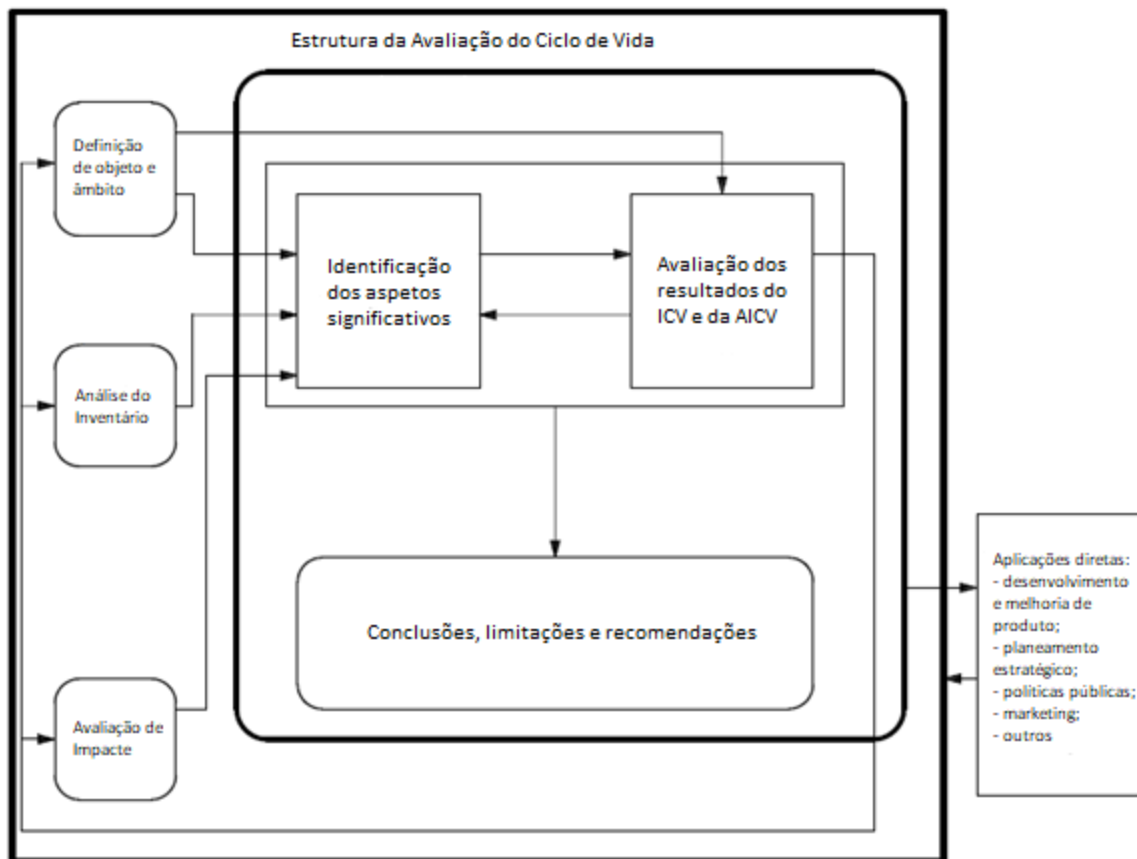 Estrutura da Avaliação do Ciclo de Vida
Definição
de objeto e
âmbito
Identificação
dos aspetos
significativos
Avaliação dos
resultados do
ICV e da AICV
Análise do
Inventário
Conclusões, limitações e recomendações
Avaliação de
Impacte
Aplicações diretas:
- desenvolvimento
e melhoria de
produto;
- planeamento
estratégico;
- políticas públicas;
- marketing;
- outros